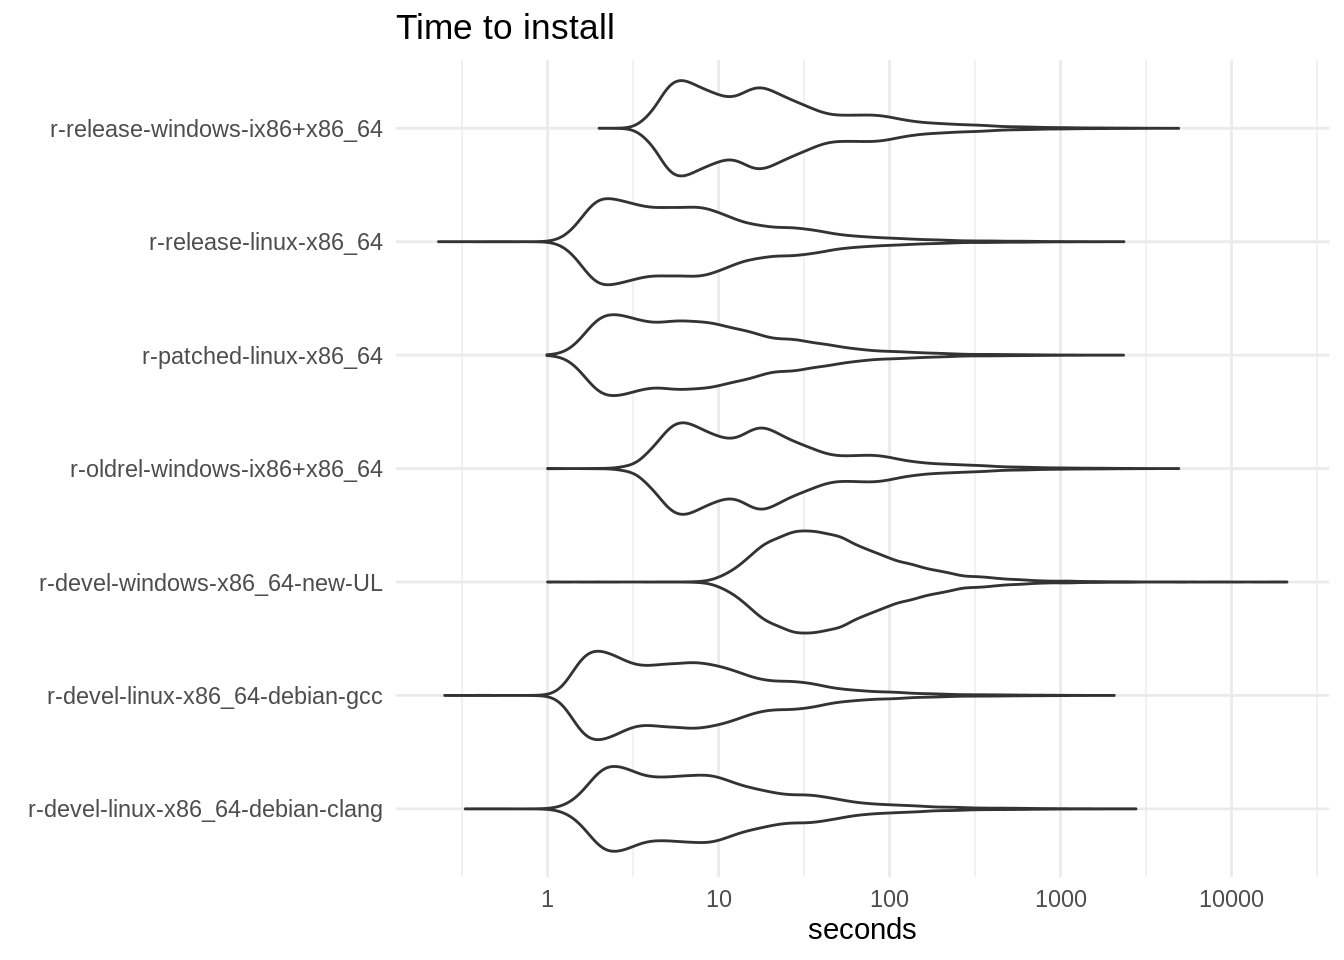 Time to install
r-release-windows-ix86+x86_64
r-release-linux-x86_64
r-patched-linux-x86_64
r-oldrel-windows-ix86+x86_64
r-devel-windows-x86_64-new-UL
r-devel-linux-x86_64-debian-gcc
r-devel-linux-x86_64-debian-clang
1 10 100 1000 10000
seconds